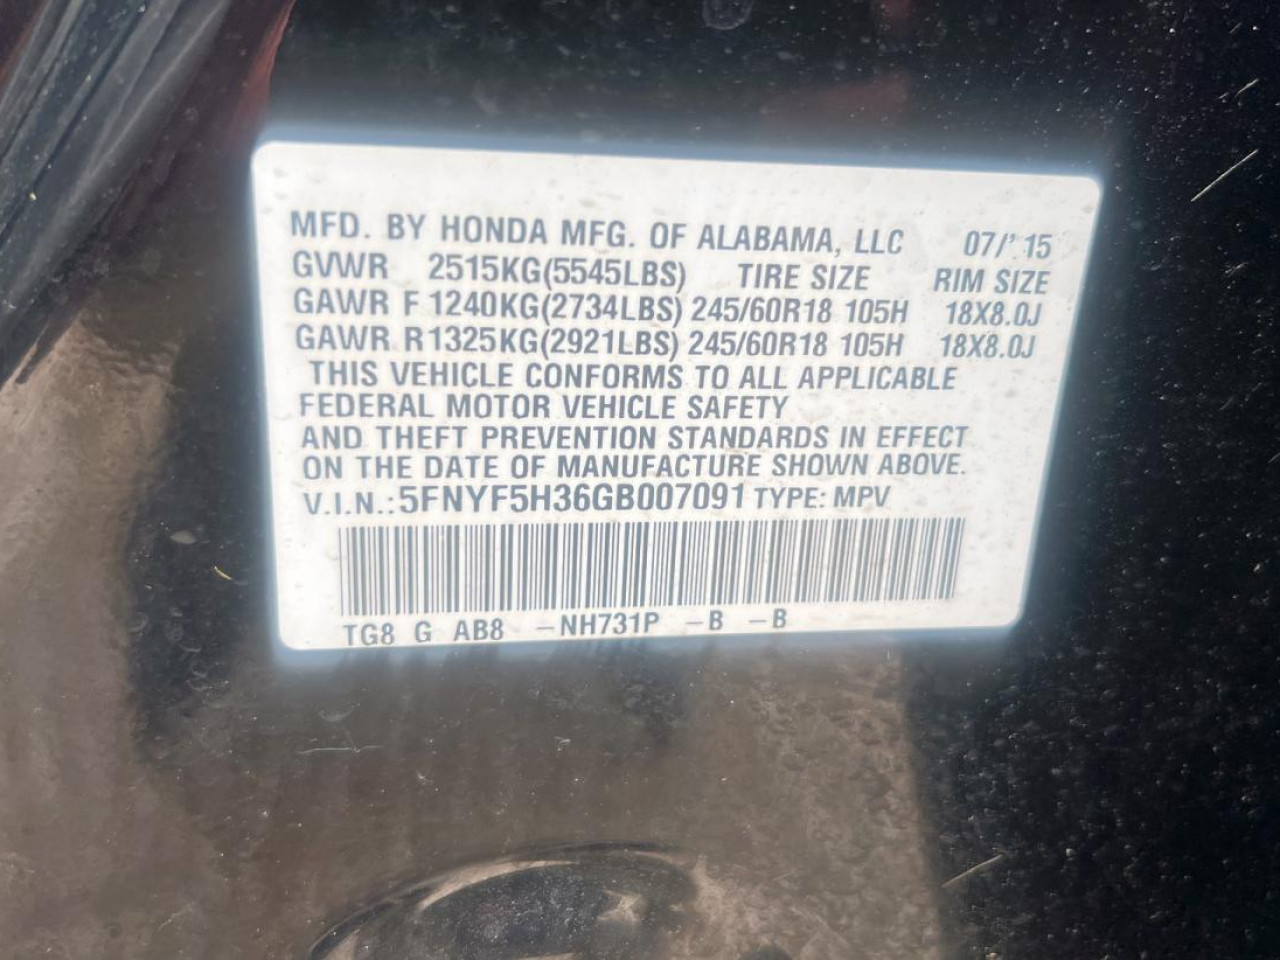 MFD. BY HONDA MFG. OF ALABAMA, LLC 07/' 15
GVWR 2515KG(5545LBS) TIRE SIZE RIM SIZE
GAWR F 1240KG(2734LBS) 245/60R18 105H 18X8.0J
GAWR R 1325KG(2921LBS) 245/60R18 105H 18X8.0J
THIS VEHICLE CONFORMS TO ALL APPLICABLE
FEDERAL MOTOR VEHICLE SAFETY
AND THEFT PREVENTION STANDARDS IN EFFECT
ON THE DATE OF MANUFACTURE SHOWN ABOVE.
V.I.N.: 5FNYF5H36GB007091 TYPE: MPV
TG8 G AB8 –NH731P –B –B